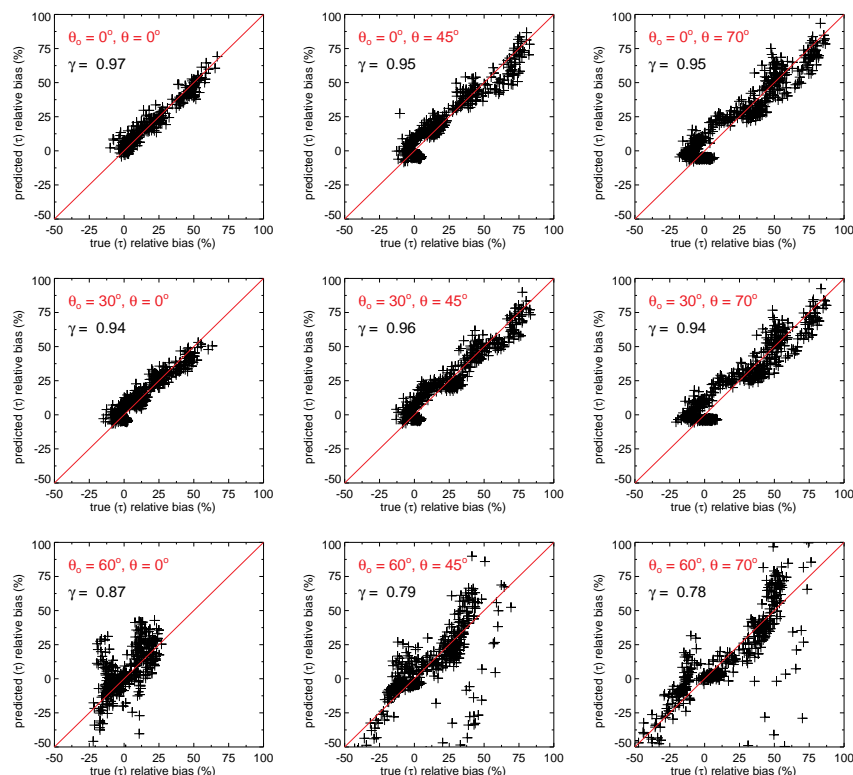 100
75
50
25
0
-25
-50
-50 -25 0 25 50 75 100
predicted (τ) relative bias (%)
true (τ) relative bias (%)
θo = 0°, θ = 0°
γ = 0.97
100
75
50
25
0
-25
-50
-50 -25 0 25 50 75 100
predicted (τ) relative bias (%)
true (τ) relative bias (%)
θo = 0°, θ = 45°
γ = 0.95
100
75
50
25
0
-25
-50
-50 -25 0 25 50 75 100
predicted (τ) relative bias (%)
true (τ) relative bias (%)
θo = 0°, θ = 70°
γ = 0.95
100
75
50
25
0
-25
-50
-50 -25 0 25 50 75 100
predicted (τ) relative bias (%)
true (τ) relative bias (%)
θo = 30°, θ = 0°
γ = 0.94
100
75
50
25
0
-25
-50
-50 -25 0 25 50 75 100
predicted (τ) relative bias (%)
true (τ) relative bias (%)
θo = 30°, θ = 45°
γ = 0.96
100
75
50
25
0
-25
-50
-50 -25 0 25 50 75 100
predicted (τ) relative bias (%)
true (τ) relative bias (%)
θo = 30°, θ = 70°
γ = 0.94
100
75
50
25
0
-25
-50
-50 -25 0 25 50 75 100
predicted (τ) relative bias (%)
true (τ) relative bias (%)
θo = 60°, θ = 0°
γ = 0.87
100
75
50
25
0
-25
-50
-50 -25 0 25 50 75 100
predicted (τ) relative bias (%)
true (τ) relative bias (%)
θo = 60°, θ = 45°
γ = 0.79
100
75
50
25
0
-25
-50
-50 -25 0 25 50 75 100
predicted (τ) relative bias (%)
true (τ) relative bias (%)
θo = 60°, θ = 70°
γ = 0.78